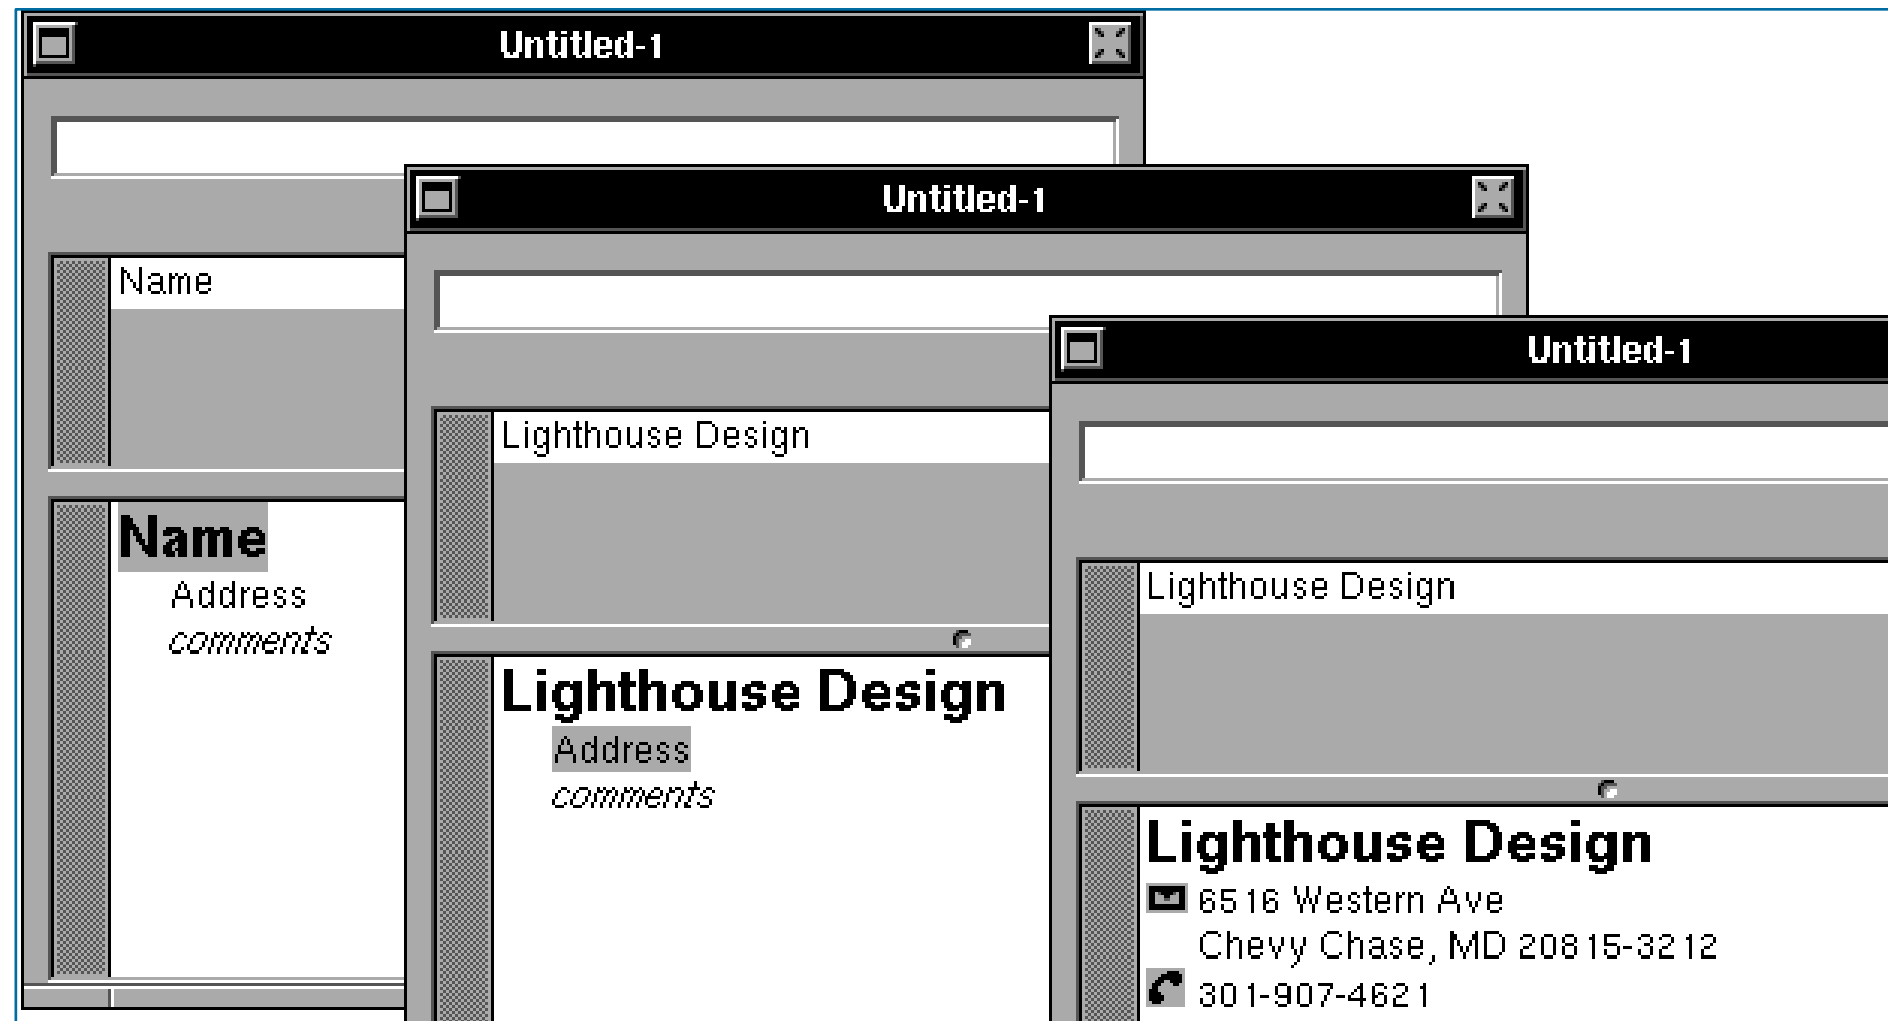 Untitled-1
Name
Name
Address
comments
Untitled-1
Lighthouse Design
Lighthouse Design
Address
comments
Untitled-1
Lighthouse Design
Lighthouse Design
6516 Western Ave
Chevy Chase, MD 20815-3212
301-907-4621